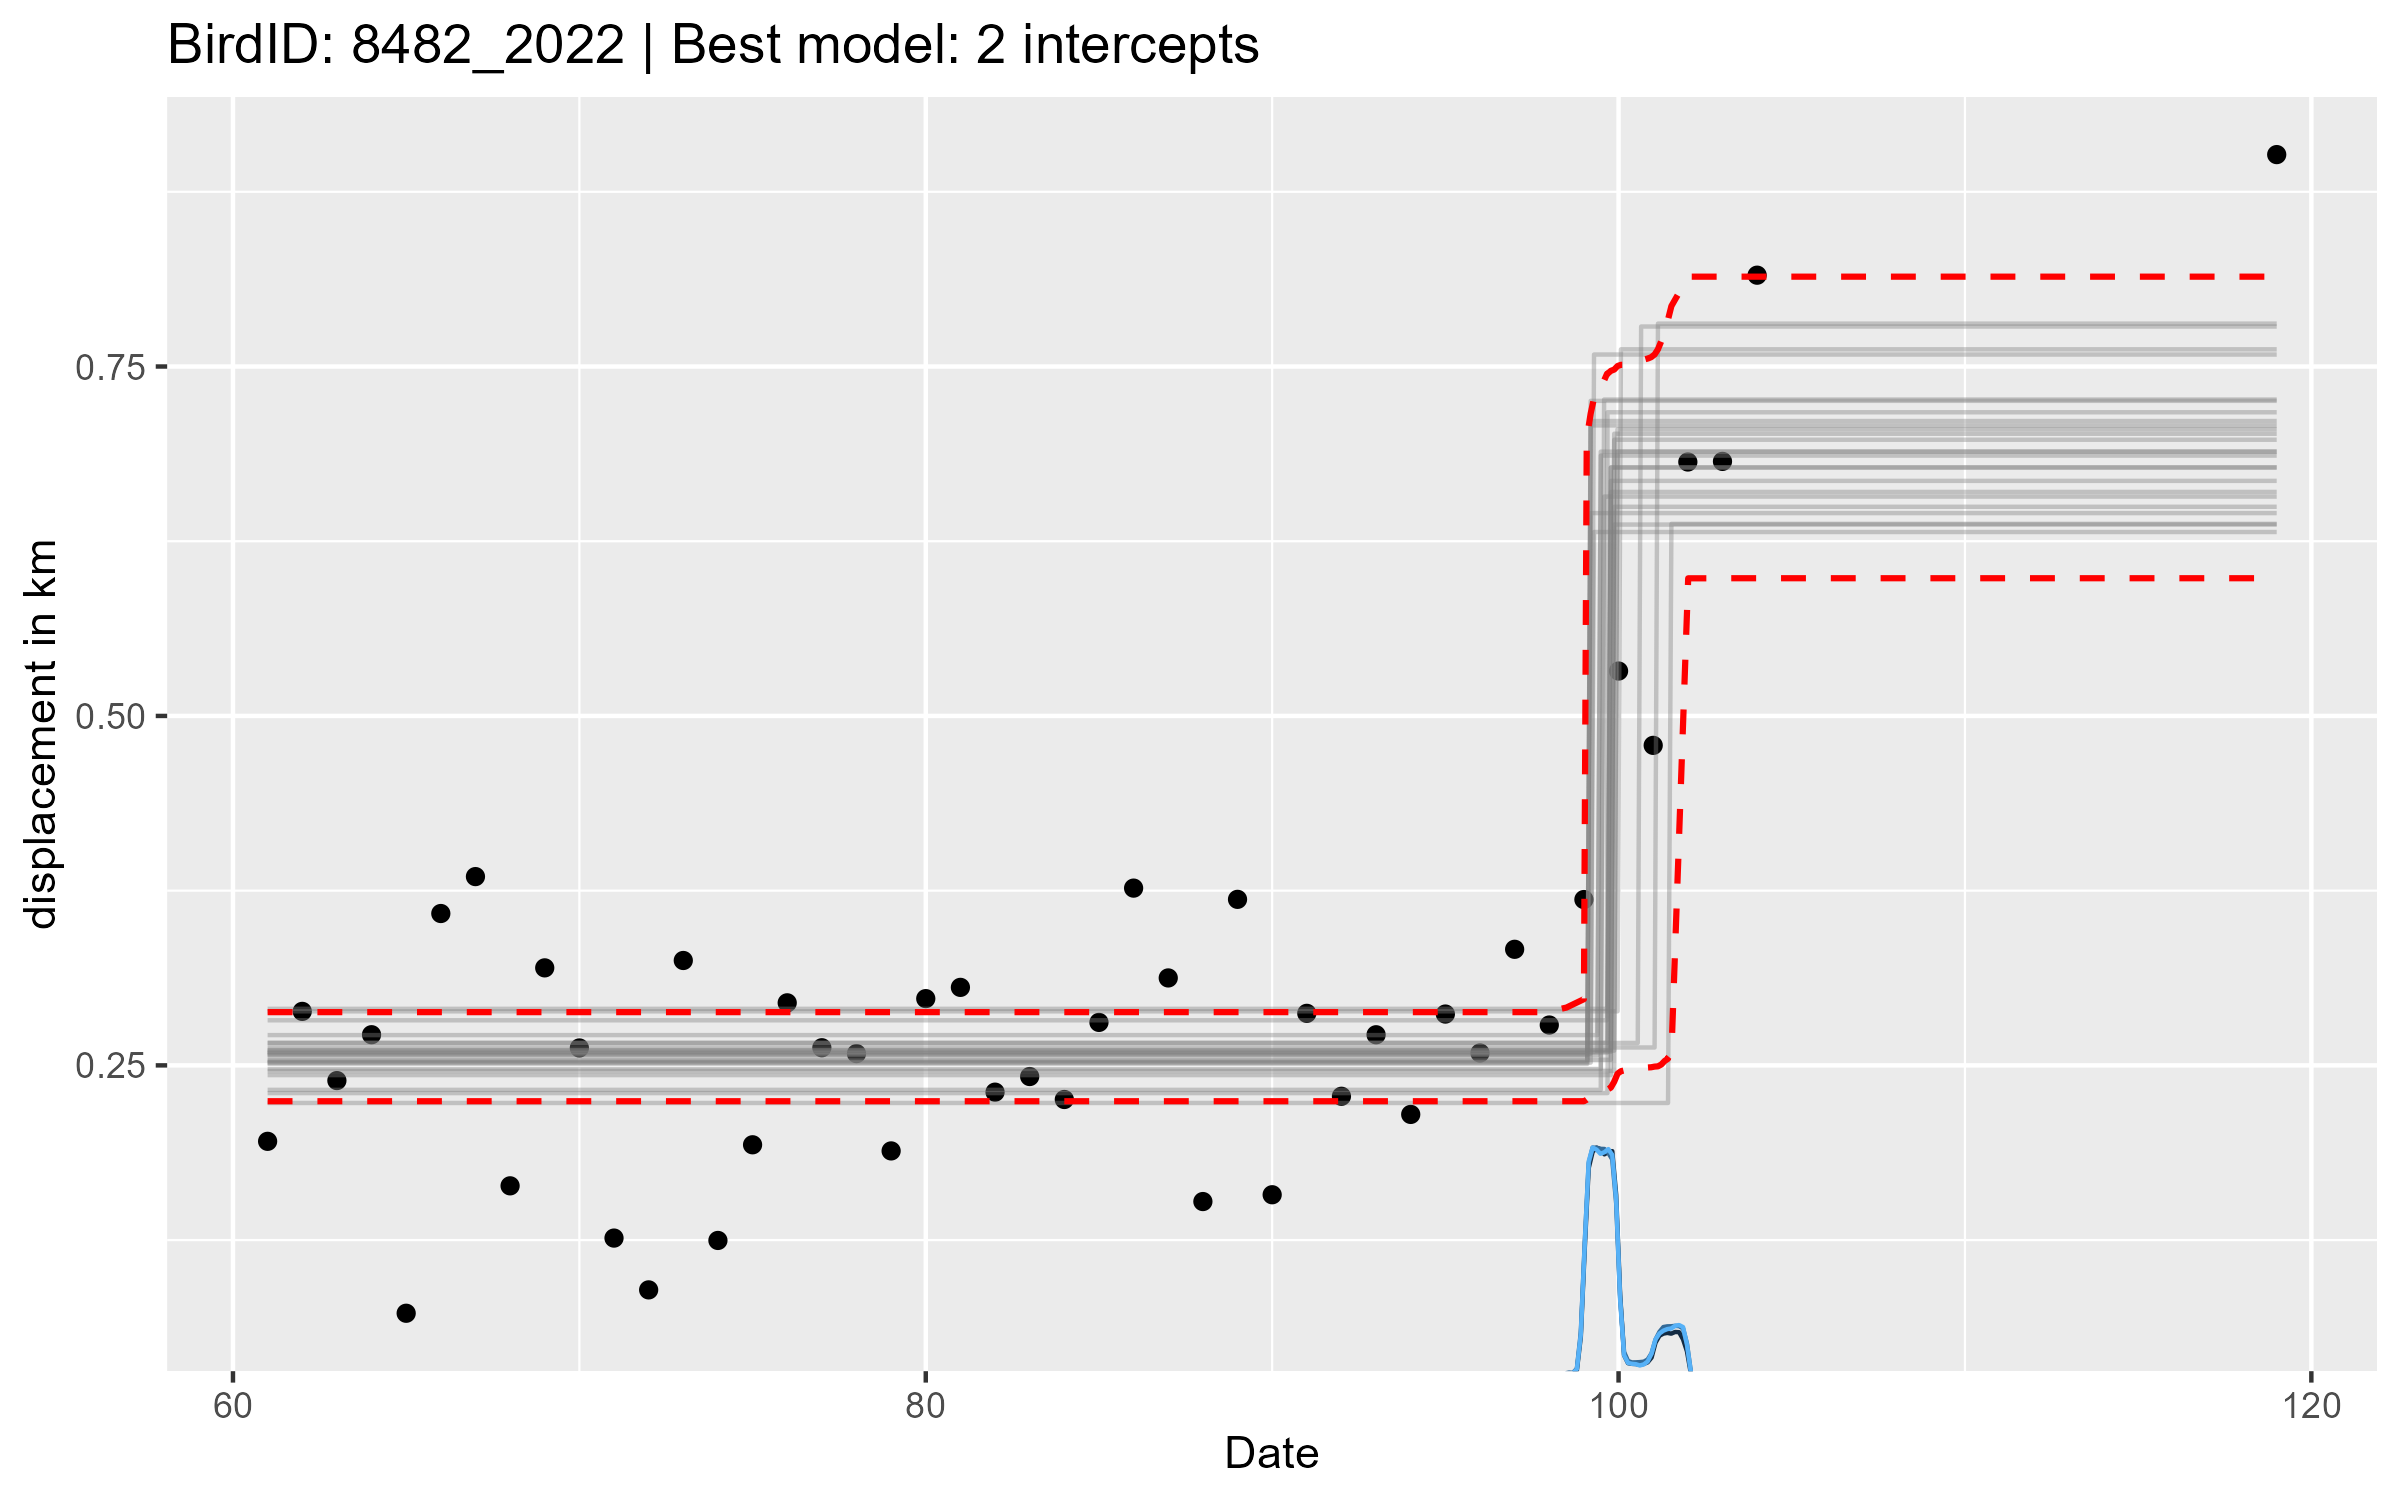 BirdID: 8482_2022 | Best model: 2 intercepts
displacement in km
0.75
0.50
0.25
60
80
100
120
Date